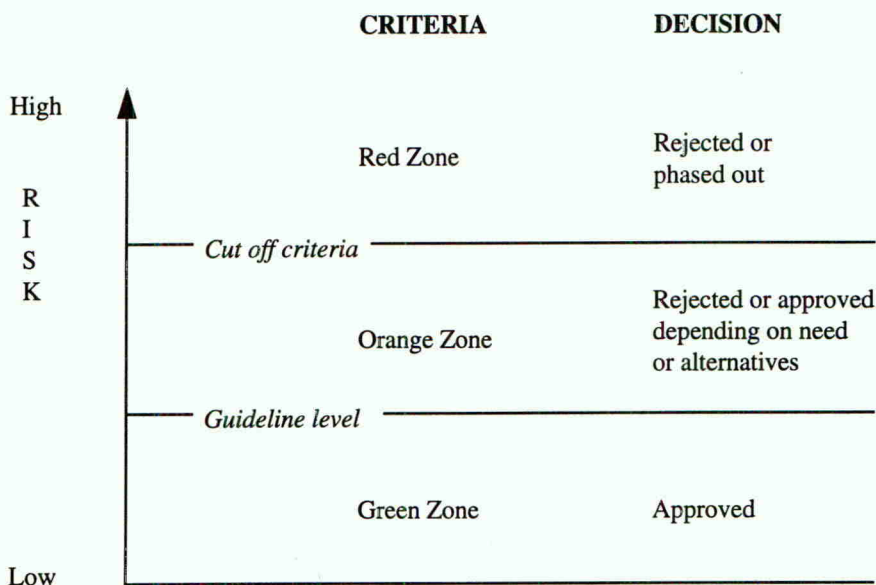 CRITERIA DECISION
High
Red Zone
Rejected or
phased out
R
I
S
K
Cut off criteria
Orange Zone
Rejected or approved
depending on need
or alternatives
Guideline level
Green Zone
Approved
Low